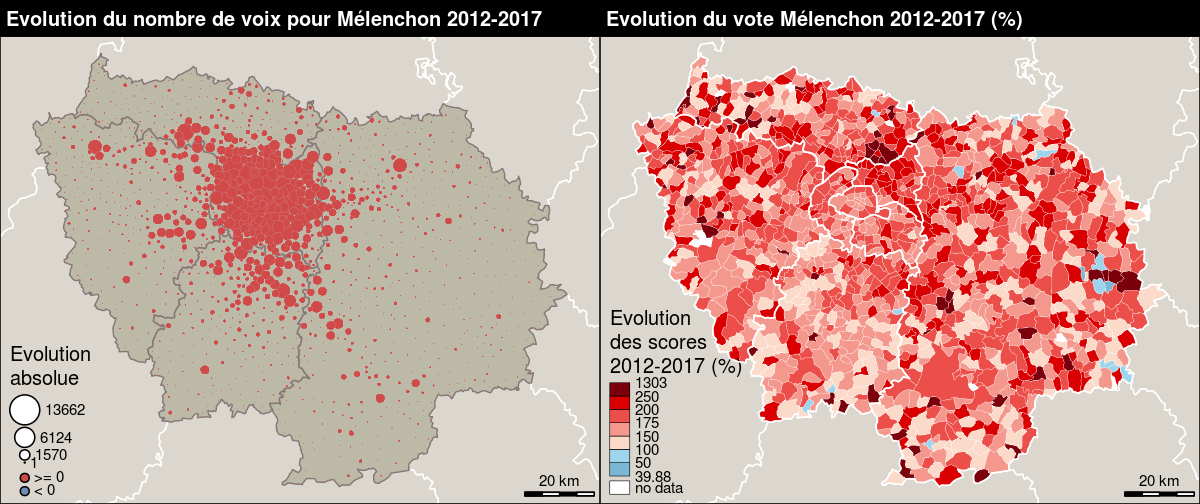 Evolution du nombre de voix pour Mélenchon 2012-2017
Evolution
absolue
13662
6124
1570
1
>= 0
< 0
20 km
Evolution du vote Mélenchon 2012-2017 (%)
Evolution
des scores
2012-2017 (%)
1303
250
200
175
150
100
50
39.88
no data
20 km